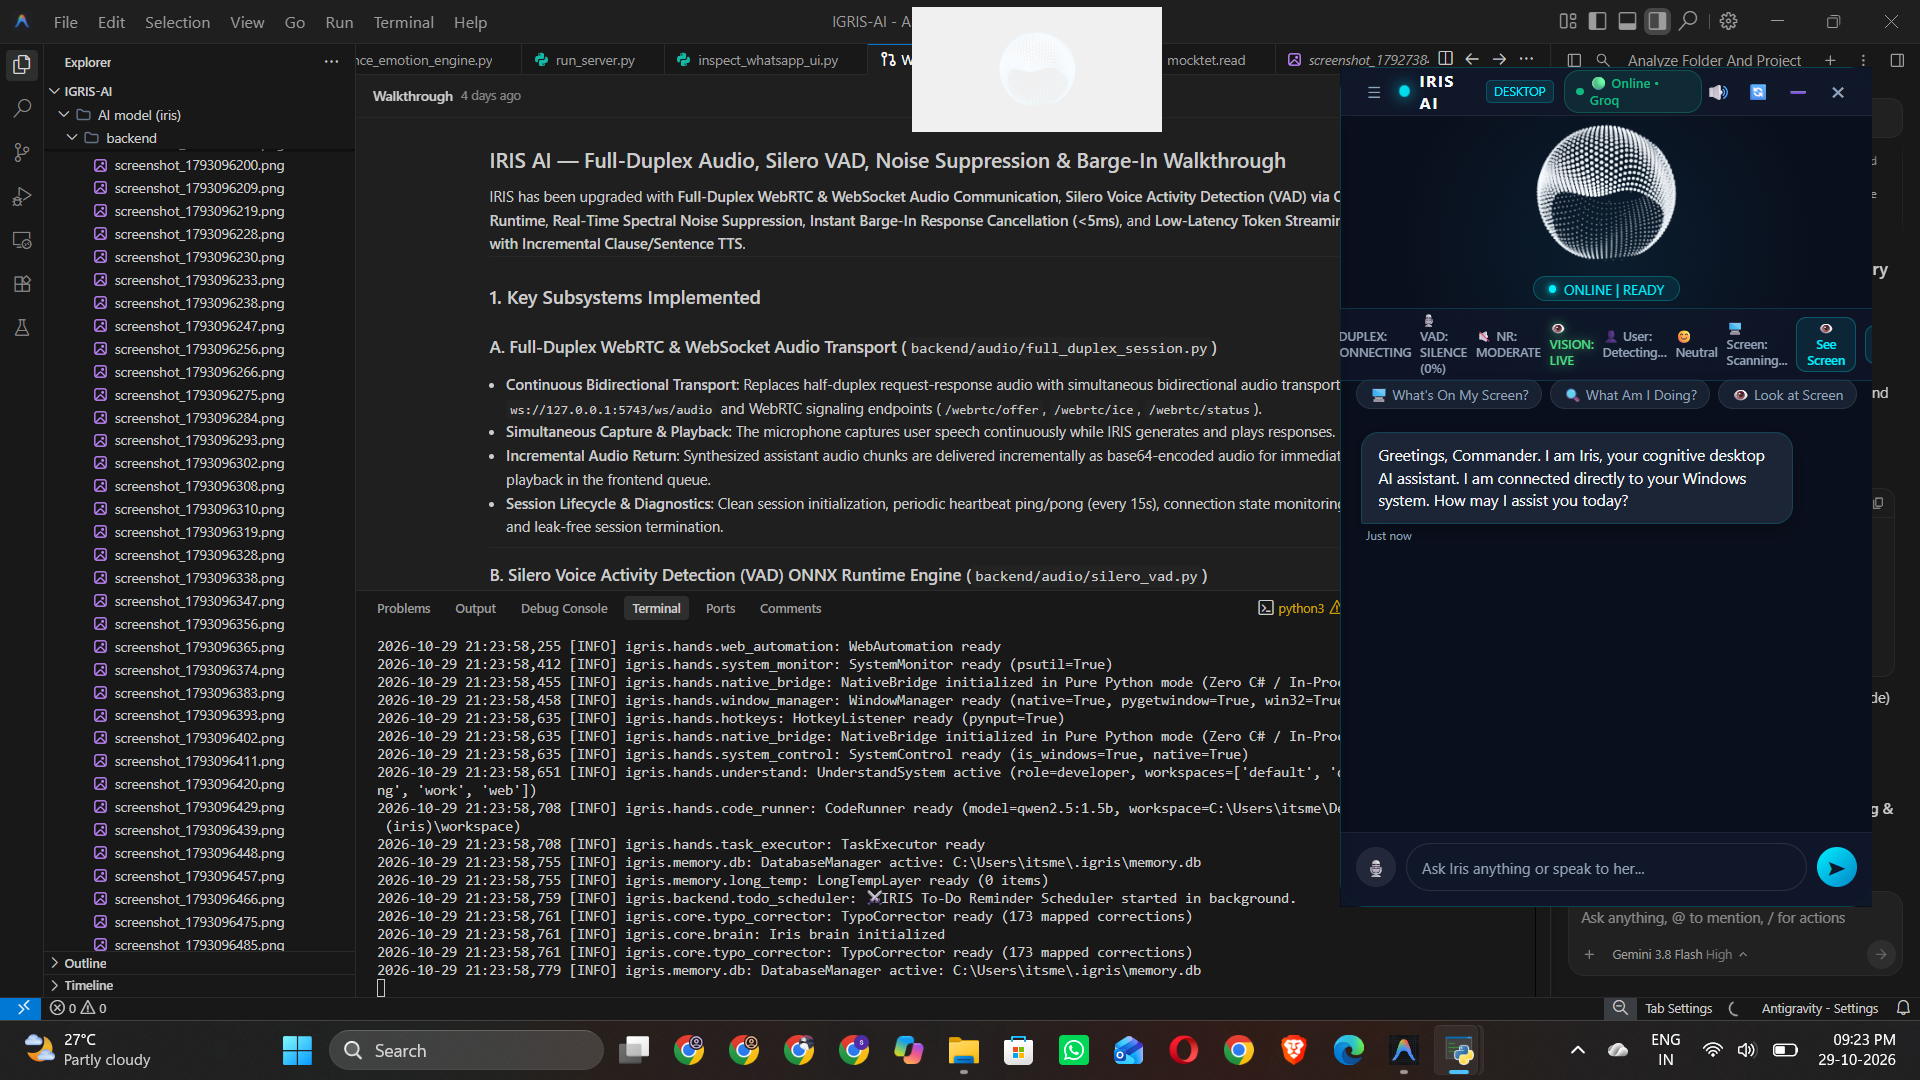 File Edit Selection View Go Run Terminal Help
IGRIS-AI - A
Explorer
IGRIS-AI
AI model (iris)
backend
screenshot_1793096200.png
screenshot_1793096209.png
screenshot_1793096219.png
screenshot_1793096228.png
screenshot_1793096230.png
screenshot_1793096233.png
screenshot_1793096238.png
screenshot_1793096247.png
screenshot_1793096256.png
screenshot_1793096266.png
screenshot_1793096275.png
screenshot_1793096284.png
screenshot_1793096293.png
screenshot_1793096302.png
screenshot_1793096308.png
screenshot_1793096310.png
screenshot_1793096319.png
screenshot_1793096328.png
screenshot_1793096338.png
screenshot_1793096347.png
screenshot_1793096356.png
screenshot_1793096365.png
screenshot_1793096374.png
screenshot_1793096383.png
screenshot_1793096393.png
screenshot_1793096402.png
screenshot_1793096411.png
screenshot_1793096420.png
screenshot_1793096429.png
screenshot_1793096439.png
screenshot_1793096448.png
screenshot_1793096457.png
screenshot_1793096466.png
screenshot_1793096475.png
screenshot_1793096485.png
Outline
Timeline
nce_emotion_engine.py run_server.py inspect_whatsapp_ui.py W mocktet.read screenshot_1792738
Walkthrough 4 days ago
IRIS AI — Full-Duplex Audio, Silero VAD, Noise Suppression & Barge-In Walkthrough
IRIS has been upgraded with Full-Duplex WebRTC & WebSocket Audio Communication, Silero Voice Activity Detection (VAD) via O
Runtime, Real-Time Spectral Noise Suppression, Instant Barge-In Response Cancellation (<5ms), and Low-Latency Token Streamin
with Incremental Clause/Sentence TTS.
1. Key Subsystems Implemented
A. Full-Duplex WebRTC & WebSocket Audio Transport ( backend/audio/full_duplex_session.py )
• Continuous Bidirectional Transport: Replaces half-duplex request-response audio with simultaneous bidirectional audio transport
ws://127.0.0.1:5743/ws/audio and WebRTC signaling endpoints ( /webrtc/offer , /webrtc/ice , /webrtc/status ).
• Simultaneous Capture & Playback: The microphone captures user speech continuously while IRIS generates and plays responses.
• Incremental Audio Return: Synthesized assistant audio chunks are delivered incrementally as base64-encoded audio for immediat
playback in the frontend queue.
• Session Lifecycle & Diagnostics: Clean session initialization, periodic heartbeat ping/pong (every 15s), connection state monitoring
and leak-free session termination.
B. Silero Voice Activity Detection (VAD) ONNX Runtime Engine ( backend/audio/silero_vad.py )
Problems Output Debug Console Terminal Ports Comments
python3
2026-10-29 21:23:58,255 [INFO] igris.hands.web_automation: WebAutomation ready
2026-10-29 21:23:58,412 [INFO] igris.hands.system_monitor: SystemMonitor ready (psutil=True)
2026-10-29 21:23:58,455 [INFO] igris.hands.native_bridge: NativeBridge initialized in Pure Python mode (Zero C# / In-Proc
2026-10-29 21:23:58,458 [INFO] igris.hands.window_manager: WindowManager ready (native=True, pygetwindow=True, win32=True
2026-10-29 21:23:58,635 [INFO] igris.hands.hotkeys: HotkeyListener ready (pynput=True)
2026-10-29 21:23:58,635 [INFO] igris.hands.native_bridge: NativeBridge initialized in Pure Python mode (Zero C# / In-Proc
2026-10-29 21:23:58,635 [INFO] igris.hands.system_control: SystemControl ready (is_windows=True, native=True)
2026-10-29 21:23:58,651 [INFO] igris.hands.understand: UnderstandSystem active (role=developer, workspaces=['default', '
ng', 'work', 'web'])
2026-10-29 21:23:58,708 [INFO] igris.hands.code_runner: CodeRunner ready (model=qwen2.5:1.5b, workspace=C:\Users\itsme\De
(iris)\workspace)
2026-10-29 21:23:58,708 [INFO] igris.hands.task_executor: TaskExecutor ready
2026-10-29 21:23:58,755 [INFO] igris.memory.db: DatabaseManager active: C:\Users\itsme\.igris\memory.db
2026-10-29 21:23:58,755 [INFO] igris.memory.long_temp: LongTempLayer ready (0 items)
2026-10-29 21:23:58,759 [INFO] igris.backend.todo_scheduler: ⚔IRIS To-Do Reminder Scheduler started in background.
2026-10-29 21:23:58,761 [INFO] igris.core.typo_corrector: TypoCorrector ready (173 mapped corrections)
2026-10-29 21:23:58,761 [INFO] igris.core.brain: Iris brain initialized
2026-10-29 21:23:58,761 [INFO] igris.core.typo_corrector: TypoCorrector ready (173 mapped corrections)
2026-10-29 21:23:58,779 [INFO] igris.memory.db: DatabaseManager active: C:\Users\itsme\.igris\memory.db
Analyze Folder And Project
IRIS
AI
DESKTOP
Online •
Groq
ONLINE | READY
DUPLEX:
ONNECTING
VAD:
SILENCE
(0%)
NR:
MODERATE
VISION:
LIVE
User:
Detecting...
Neutral
Screen:
Scanning...
See
Screen
What's On My Screen? What Am I Doing? Look at Screen
Greetings, Commander. I am Iris, your cognitive desktop
AI assistant. I am connected directly to your Windows
system. How may I assist you today?
Just now
Ask Iris anything or speak to her...
ry
nd
de)
g &
Ask anything, @ to mention, / for actions
Gemini 3.8 Flash High
0 0
Tab Settings Antigravity - Settings
27°C
Partly cloudy
Search
ENG
IN
09:23 PM
29-10-2026